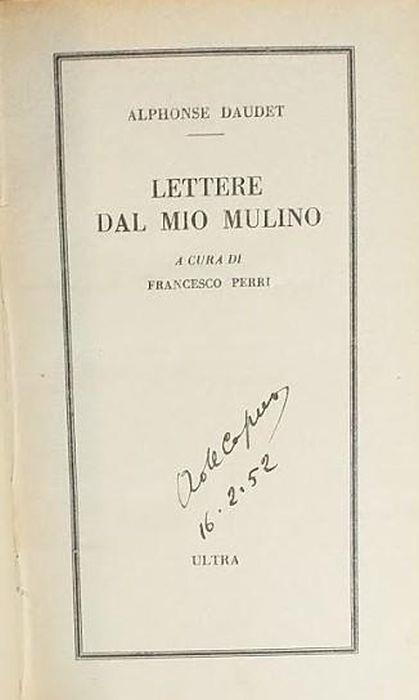 ALPHONSE DAUDET
LETTERE
DAL MIO MULINO
A CURA DI
FRANCESCO PERRI
16.2.52
ULTRA